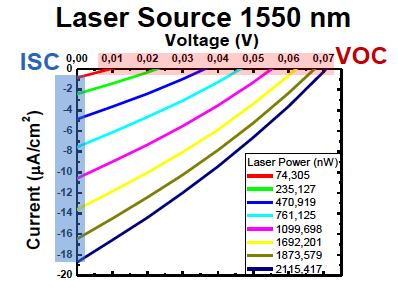 Laser Source 1550 nm
Voltage (V)
ISC
VOC
0,00 0,01 0,02 0,03 0,04 0,05 0,06 0,07
0
-2
-4
-6
-8
-10
-12
-14
-16
-18
-20
Current (µA/cm²)
Laser Power (nW)
74,305
235,127
470,919
761,125
1099,698
1692,201
1873,579
2115,417